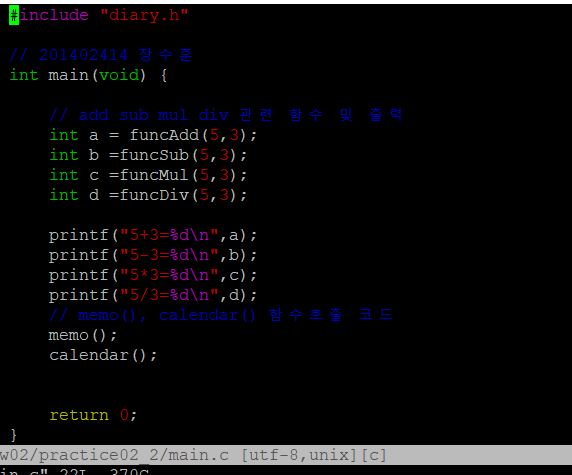 #include "diary.h"
// 201402414 장수훈
int main(void) {
// add sub mul div 관련 함수 및 출력
int a = funcAdd(5,3);
int b =funcSub(5,3);
int c =funcMul(5,3);
int d =funcDiv(5,3);
printf("5+3=%d\n",a);
printf("5-3=%d\n",b);
printf("5*3=%d\n",c);
printf("5/3=%d\n",d);
// memo(), calendar() 함수호출 코드
memo();
calendar();
return 0;
}
w02/practice02_2/main.c [utf-8,unix][c]
in.c" 22L, 370C